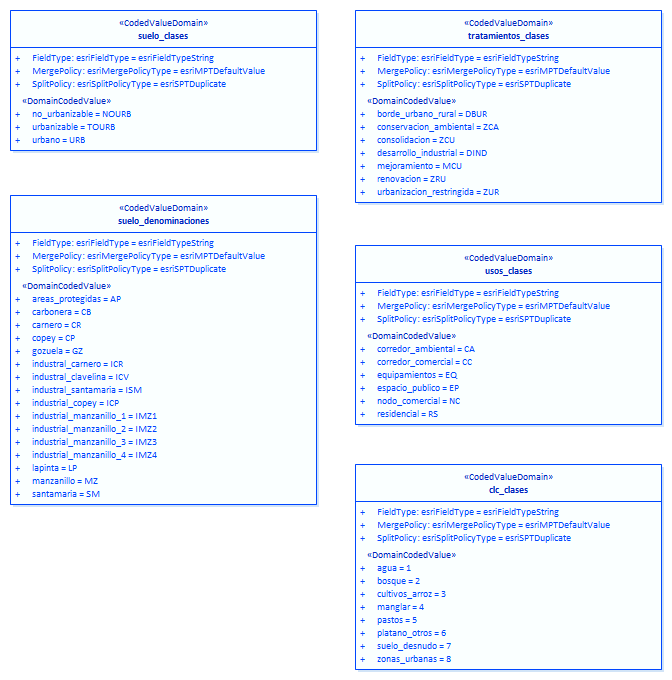 «CodedValueDomain»
suelo_clases
+ FieldType: esriFieldType = esriFieldTypeString
+ MergePolicy: esriMergePolicyType = esriMPTDefaultValue
+ SplitPolicy: esriSplitPolicyType = esriSPTDuplicate
«DomainCodedValue»
+ no_urbanizable = NOURB
+ urbanizable = TOURB
+ urbano = URB
«CodedValueDomain»
suelo_denominaciones
+ FieldType: esriFieldType = esriFieldTypeString
+ MergePolicy: esriMergePolicyType = esriMPTDefaultValue
+ SplitPolicy: esriSplitPolicyType = esriSPTDuplicate
«DomainCodedValue»
+ areas_protegidas = AP
+ carbonera = CB
+ carnero = CR
+ copey = CP
+ gozuela = GZ
+ industral_carnero = ICR
+ industral_clavelina = ICV
+ industral_santamaria = ISM
+ industrial_copey = ICP
+ industrial_manzanillo_1 = IMZ1
+ industrial_manzanillo_2 = IMZ2
+ industrial_manzanillo_3 = IMZ3
+ industrial_manzanillo_4 = IMZ4
+ lapinta = LP
+ manzanillo = MZ
+ santamaria = SM
«CodedValueDomain»
tratamientos_clases
+ FieldType: esriFieldType = esriFieldTypeString
+ MergePolicy: esriMergePolicyType = esriMPTDefaultValue
+ SplitPolicy: esriSplitPolicyType = esriSPTDuplicate
«DomainCodedValue»
+ borde_urbano_rural = DBUR
+ conservacion_ambiental = ZCA
+ consolidacion = ZCU
+ desarrollo_industrial = DIND
+ mejoramiento = MCU
+ renovacion = ZRU
+ urbanizacion_restringida = ZUR
«CodedValueDomain»
usos_clases
+ FieldType: esriFieldType = esriFieldTypeString
+ MergePolicy: esriMergePolicyType = esriMPTDefaultValue
+ SplitPolicy: esriSplitPolicyType = esriSPTDuplicate
«DomainCodedValue»
+ corredor_ambiental = CA
+ corredor_comercial = CC
+ equipamientos = EQ
+ espacio_publico = EP
+ nodo_comercial = NC
+ residencial = RS
«CodedValueDomain»
clc_clases
+ FieldType: esriFieldType = esriFieldTypeString
+ MergePolicy: esriMergePolicyType = esriMPTDefaultValue
+ SplitPolicy: esriSplitPolicyType = esriSPTDuplicate
«DomainCodedValue»
+ agua = 1
+ bosque = 2
+ cultivos_arroz = 3
+ manglar = 4
+ pastos = 5
+ platano_otros = 6
+ suelo_desnudo = 7
+ zonas_urbanas = 8